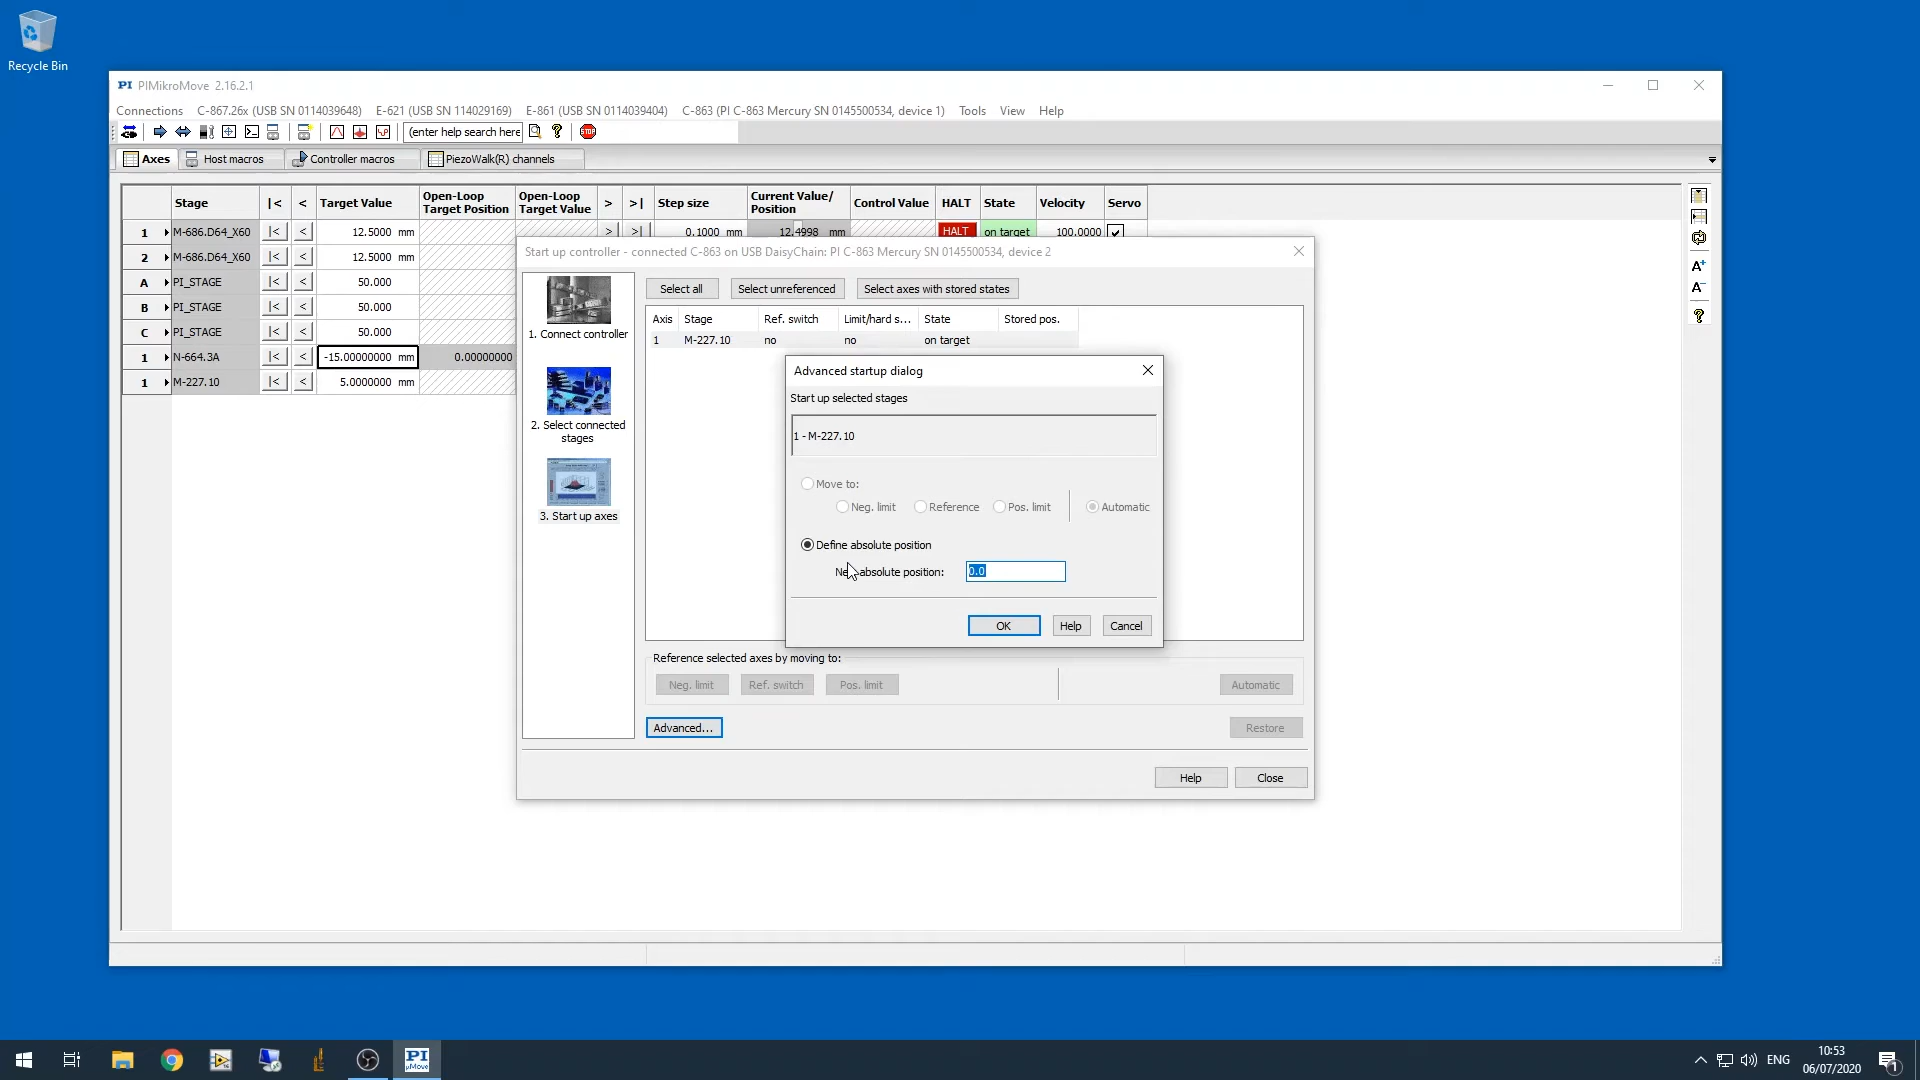 Recycle Bin
PI PIMikroMove 2.16.2.1
Connections C-867.26x (USB SN 0114039648) E-621 (USB SN 114029169) E-861 (USB SN 0114039404) C-863 (PI C-863 Mercury SN 0145500534, device 1) Tools View Help
(enter help search here STOP
Axes Host macros Controller macros PiezoWalk(R) channels
Stage |< < Target Value Open-Loop Target Position Open-Loop Target Value > >| Step size Current Value/ Position Control Value HALT State Velocity Servo
1 M-686.D64_X60 |< < 12.5000 mm > >| 0.1000 mm 12.4998 mm HALT on target 100.0000
2 M-686.D64_X60 |< < 12.5000 mm
A PI_STAGE |< < 50.000
B PI_STAGE |< < 50.000
C PI_STAGE |< < 50.000
1 N-664.3A |< < -15.00000000 mm 0.00000000
1 M-227.10 |< < 5.0000000 mm
A+
A-
Start up controller - connected C-863 on USB DaisyChain: PI C-863 Mercury SN 0145500534, device 2
1. Connect controller
2. Select connected
stages
3. Start up axes
Select all Select unreferenced Select axes with stored states
Axis Stage Ref. switch Limit/hard s... State Stored pos.
1 M-227.10 no no on target
Advanced startup dialog
Start up selected stages
1 - M-227.10
Move to:
Neg. limit Reference Pos. limit Automatic
Define absolute position
absolute position: 0.0
OK Help Cancel
Reference selected axes by moving to:
Neg. limit Ref. switch Pos. limit Automatic
Advanced... Restore
Help Close
PI
µMove
ENG
10:53
06/07/2020
1